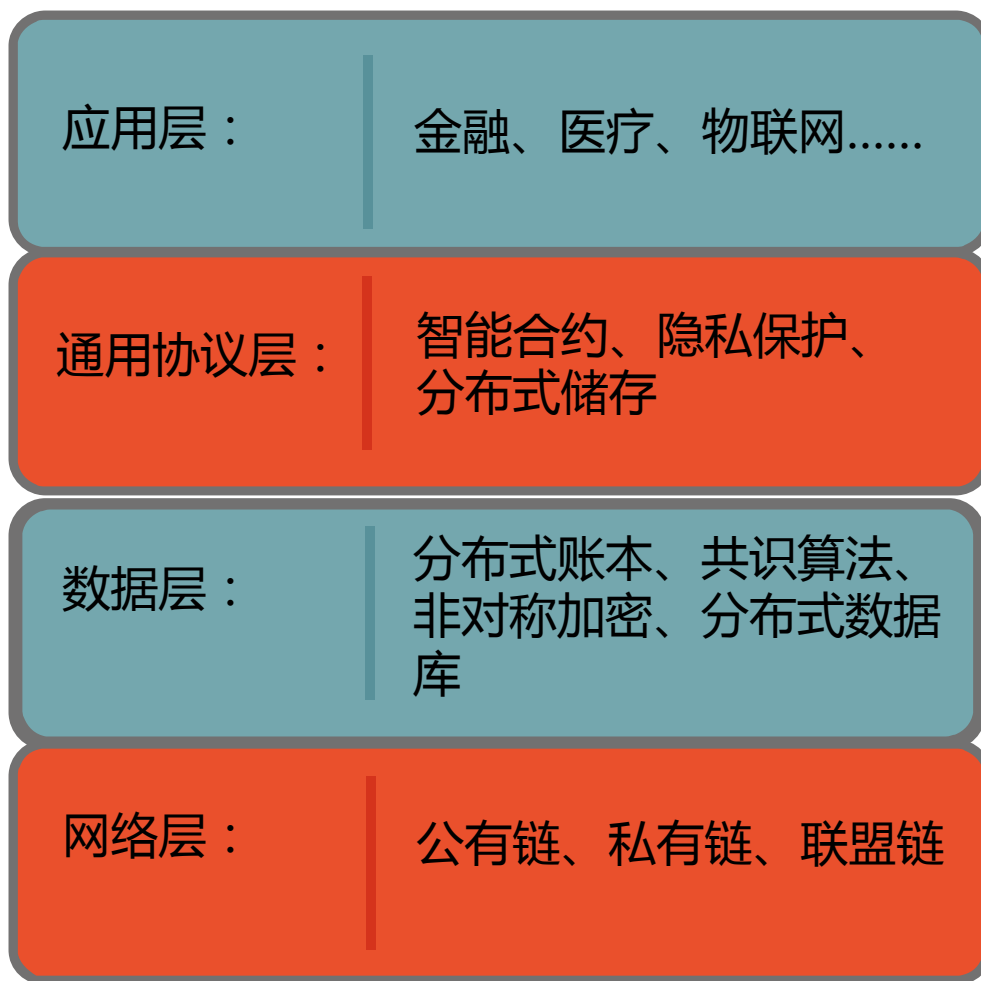 应用层：
金融、医疗、物联网......
通用协议层：
智能合约、隐私保护、
分布式储存
数据层：
分布式账本、共识算法、
非对称加密、分布式数据
库
网络层：
公有链、私有链、联盟链